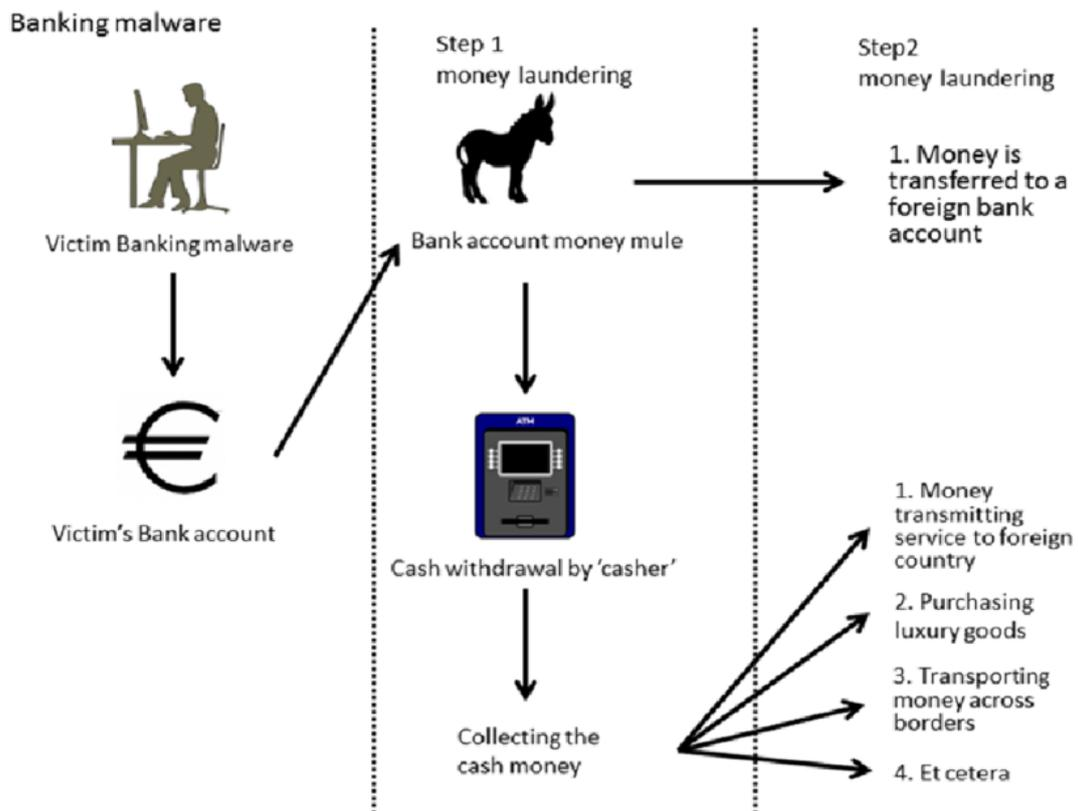 Banking malware
Victim Banking malware
Victim's Bank account
Step 1
money laundering
Bank account money mule
ATM
Cash withdrawal by 'casher'
Collecting the
cash money
Step2
money laundering
1. Money is
transferred to a
foreign bank
account
1. Money
transmitting
service to foreign
country
2. Purchasing
luxury goods
3. Transporting
money across
borders
4. Et cetera